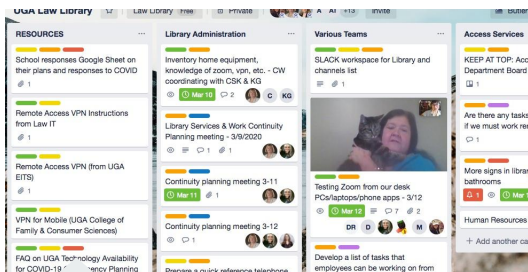 UGA Law Library
Law Library
Free
Private
A
AT
+13
Invite
Butler
RESOURCES
School responses Google Sheet on
their plans and responses to COVID
1
Remote Access VPN Instructions
from Law IT
1
Remote Access VPN (from UGA
EITS)
1
VPN for Mobile (UGA College of
Family & Consumer Sciences)
FAQ on UGA Technology Availability
for COVID-19
Planning
Library Administration
Inventory home equipment,
knowledge of zoom, vpn, etc. - CW
coordinating with CSK & KG
Mar 10
2
C
KG
Library Services & Work Continuity
Planning meeting - 3/9/2020
1
1
Continuity planning meeting 3-11
Mar 11
1
Continuity planning meeting 3-12
1
Prepare a quick reference telephone
Various Teams
SLACK workspace for Library and
channels list
1
Testing Zoom from our desk
PCs/laptops/phone apps - 3/12
Mar 12
7
2
DR
D
M
Develop a list of tasks that
employees can be working on from
Access Services
KEEP AT TOP:
Department Board
1
Are there any tasks
if we must work
1
More signs in
bathrooms
1
Mar
Human Resources
+ Add another